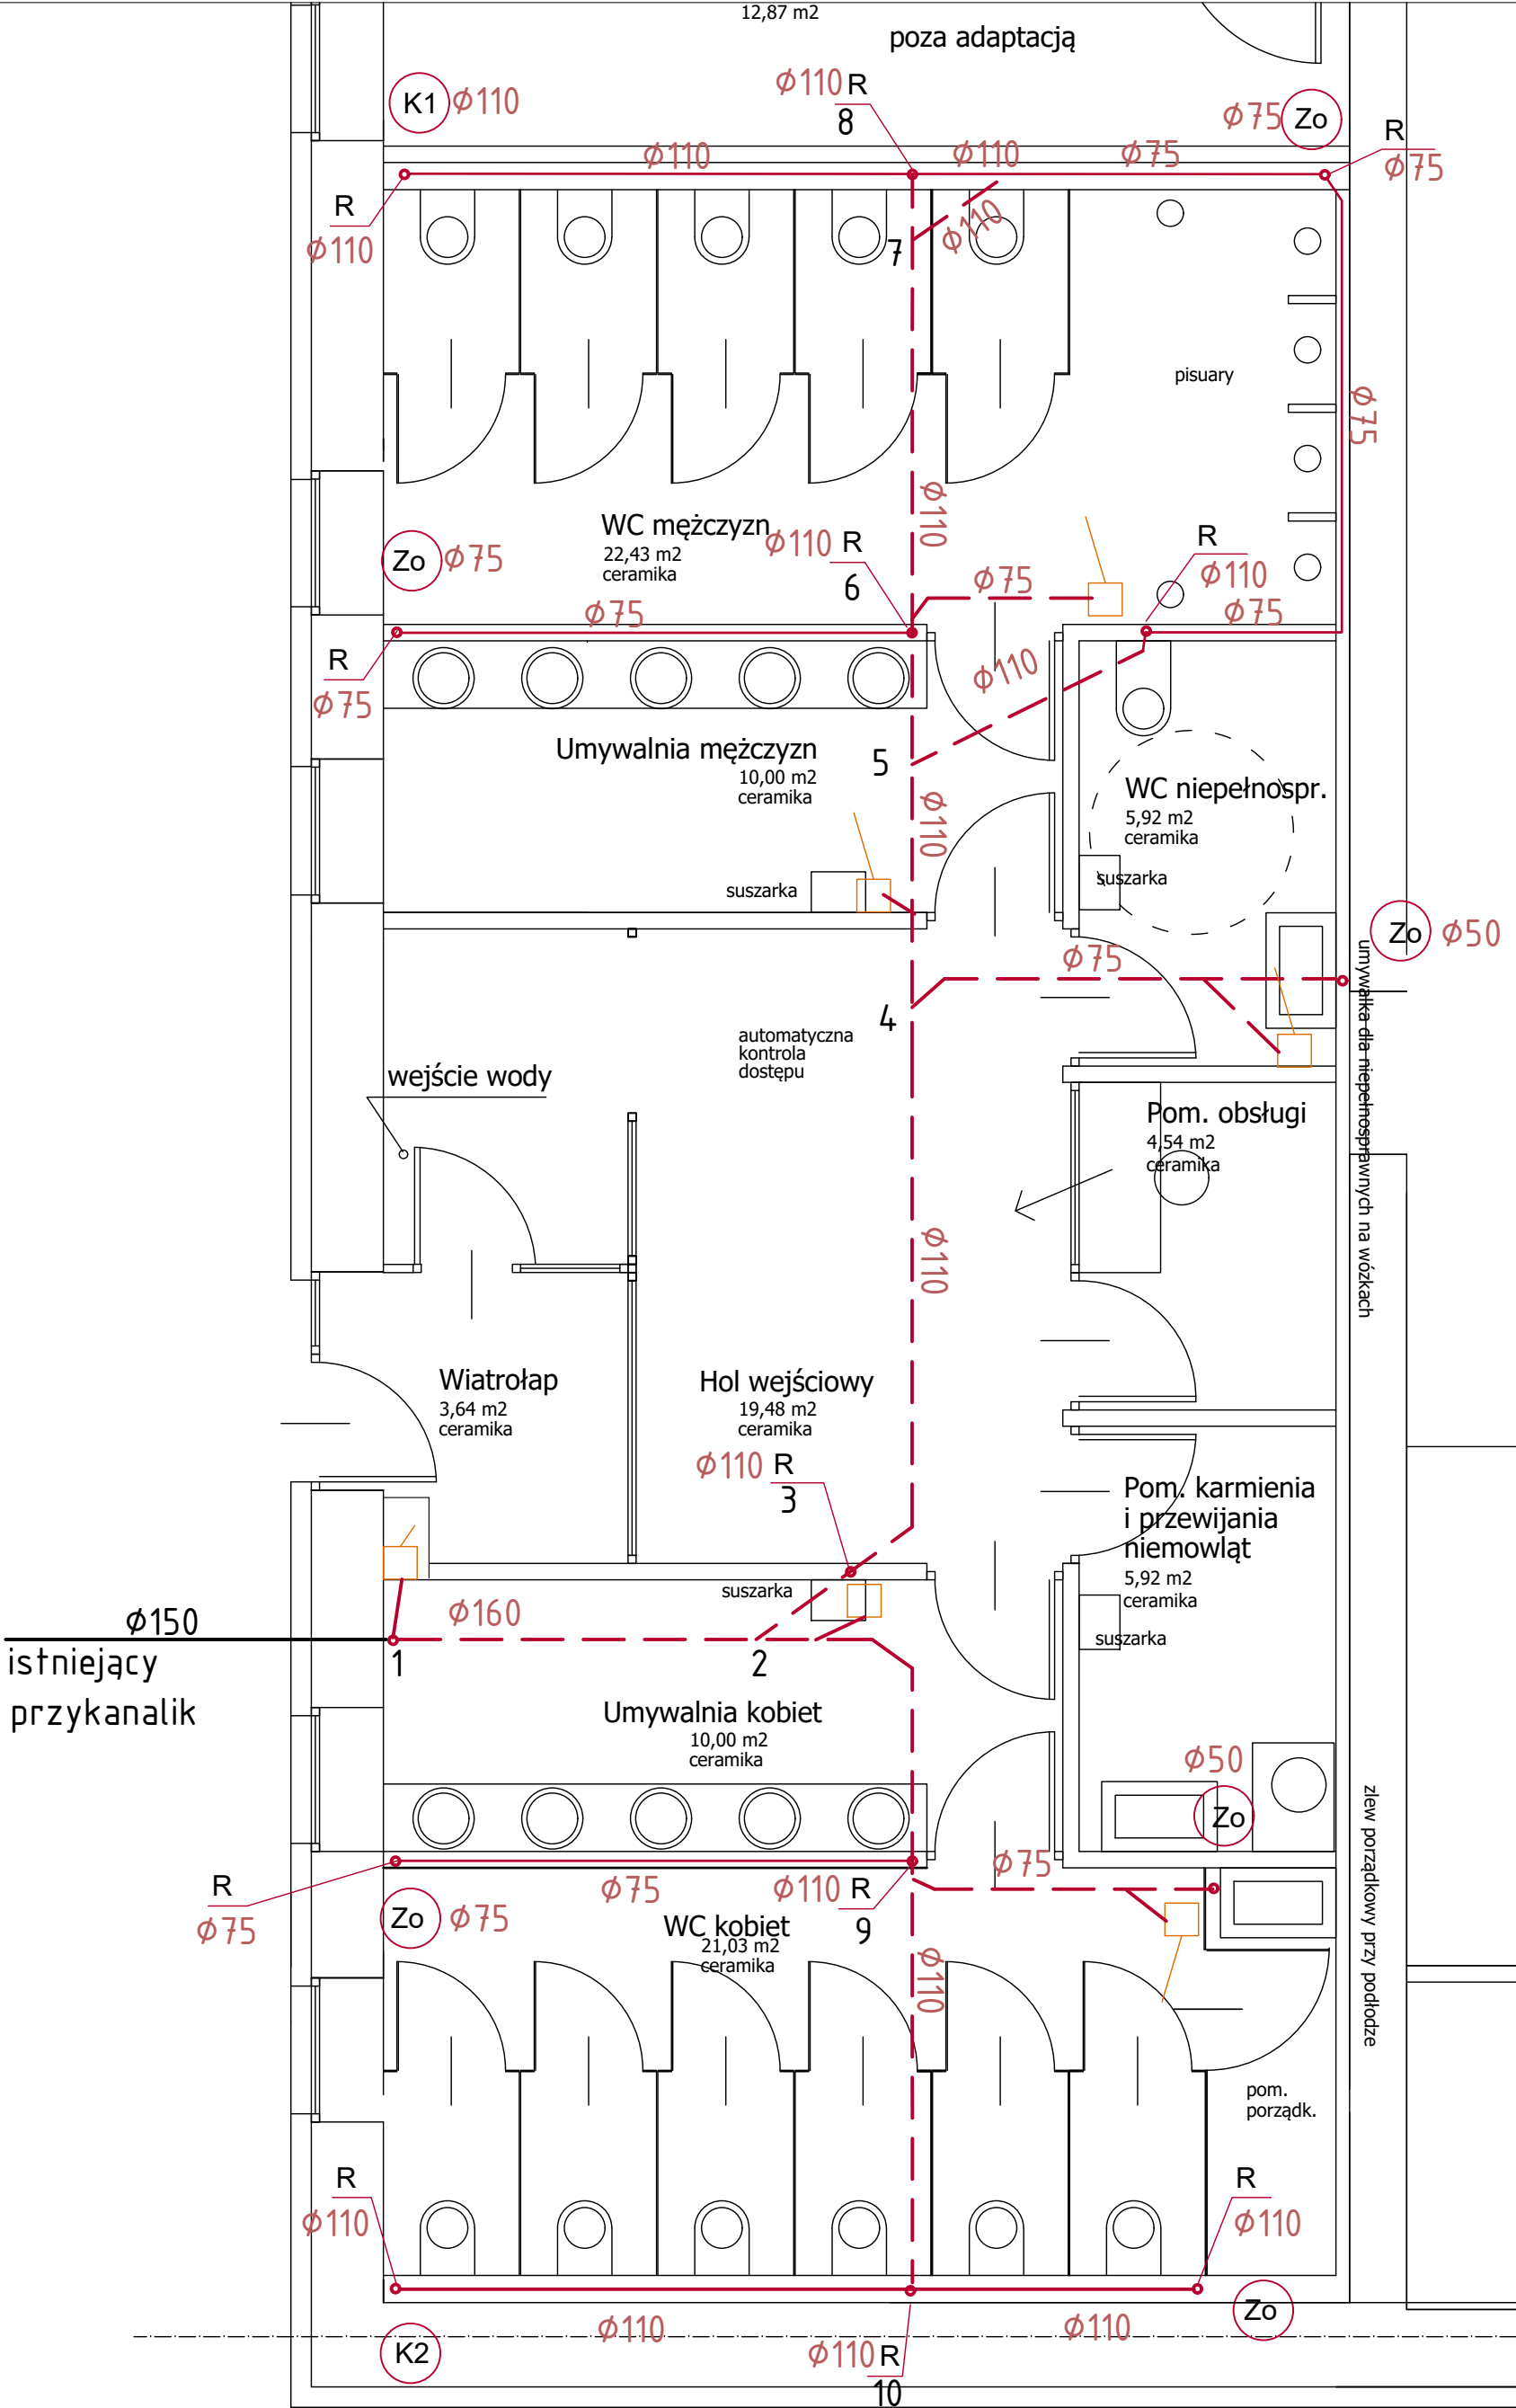 12,87 m2
poza adaptacją
K1 ϕ110
ϕ110 R
8
ϕ75 Zo
R
ϕ75
ϕ110
ϕ110
ϕ75
R
ϕ110
7
ϕ110
pisuary
ϕ75
WC mężczyzn
22,43 m2
ceramika
ϕ110
ϕ110 R
6
Zo ϕ75
ϕ75
R
ϕ110
ϕ75
ϕ75
R
ϕ75
ϕ110
Umywalnia mężczyzn
10,00 m2
ceramika
5
ϕ110
WC niepełnospr.
5,92 m2
ceramika
suszarka
suszarka
Zo ϕ50
ϕ75
4
umywalka dla niepełnosprawnych na wózkach
automatyczna
kontrola
dostępu
wejście wody
Pom. obsługi
4,54 m2
ceramika
ϕ110
Wiatrołap
3,64 m2
ceramika
Hol wejściowy
19,48 m2
ceramika
ϕ110 R
3
Pom. karmienia
i przewijania
niemowląt
5,92 m2
ceramika
suszarka
suszarka
ϕ150
istniejący
przykanalik
ϕ160
1
2
Umywalnia kobiet
10,00 m2
ceramika
ϕ50
Zo
zlew porządkowy przy podłodze
R
ϕ75
Zo ϕ75
ϕ75
ϕ110 R
9
ϕ75
WC kobiet
21,03 m2
ceramika
ϕ110
pom.
porządk.
R
ϕ110
R
ϕ110
Zo
K2
ϕ110
ϕ110
ϕ110 R
10